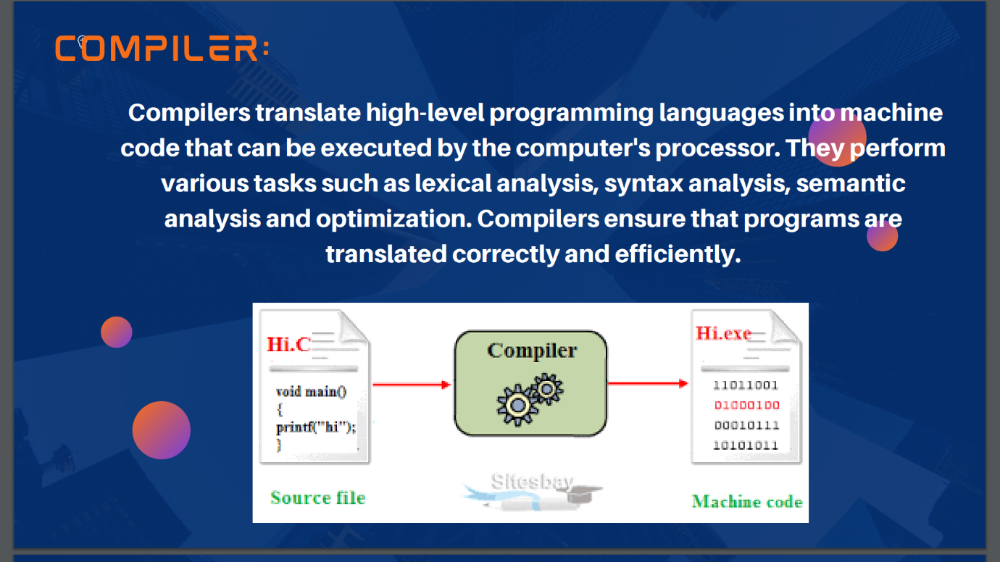 COMPILER:
Compilers translate high-level programming languages into machine
code that can be executed by the computer's processor. They perform
various tasks such as lexical analysis, syntax analysis, semantic
analysis and optimization. Compilers ensure that programs are
translated correctly and efficiently.
Hi.C
void main()
{
printf("hi");
}
Source file
Compiler
Sitesbay
Hi.exe
11011001
01000100
00010111
10101011
Machine code